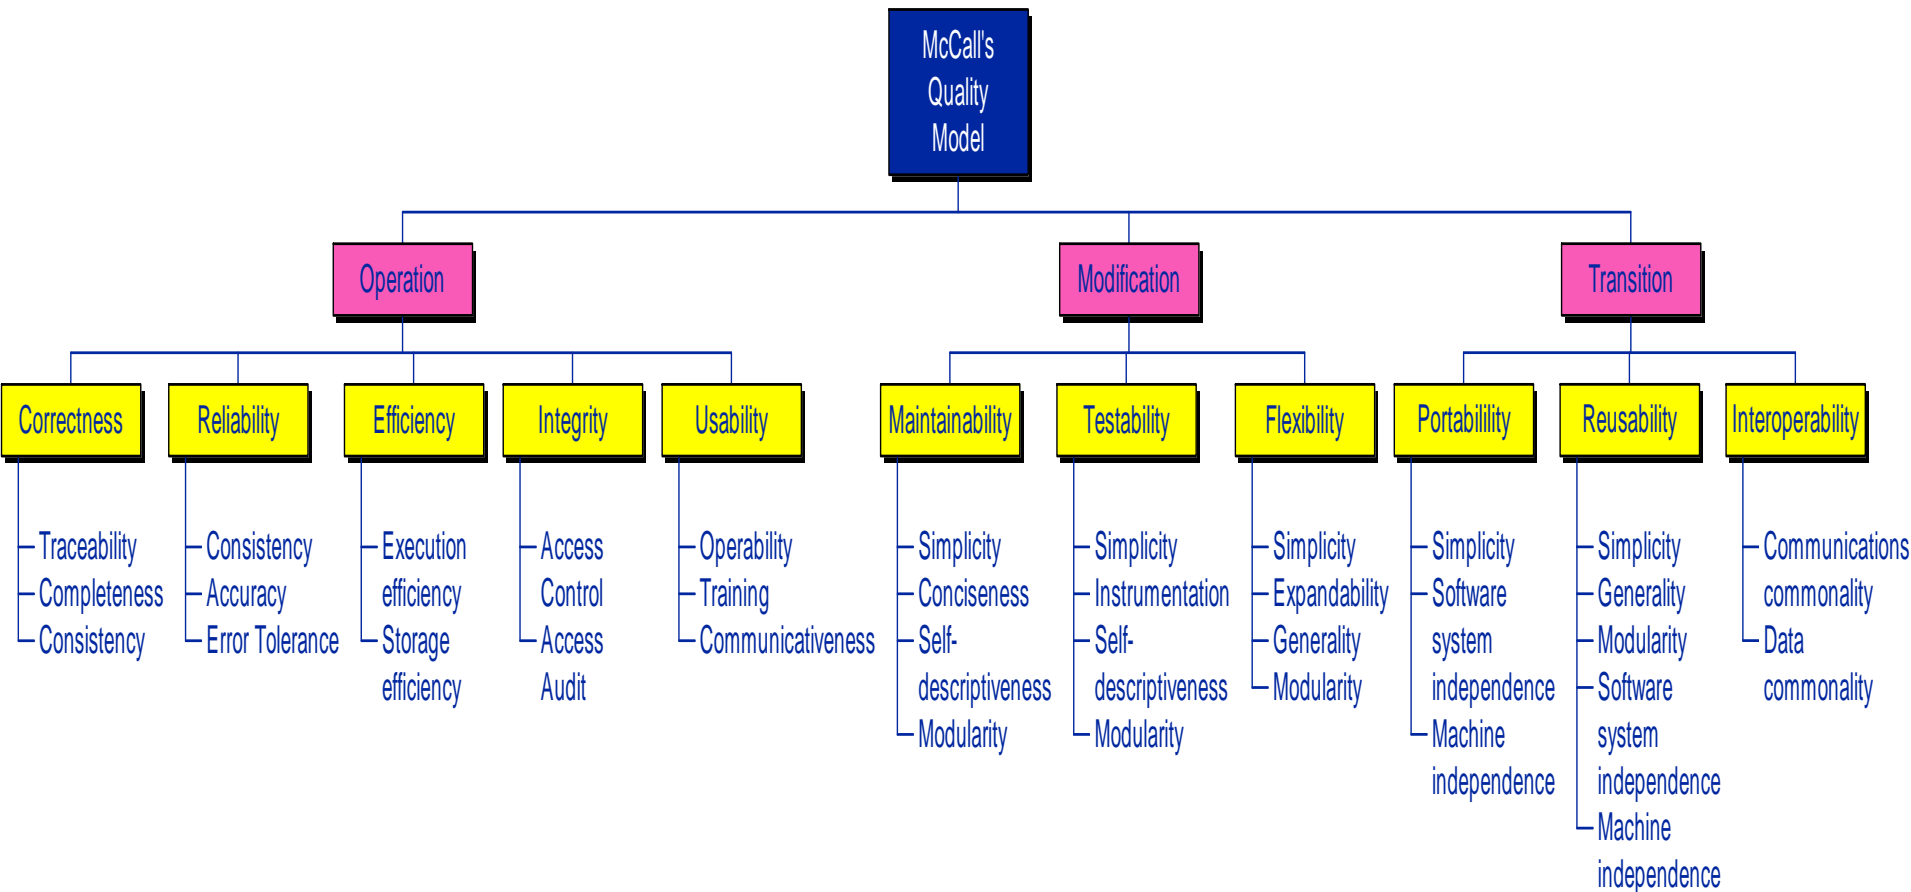 McCall's
Quality
Model
Operation
Modification
Transition
Correctness
Reliability
Efficiency
Integrity
Usability
Maintainability
Testability
Flexibility
Portabilility
Reusability
Interoperability
Traceability
Completeness
Consistency
Consistency
Accuracy
Error Tolerance
Execution
efficiency
Storage
efficiency
Access
Control
Access
Audit
Operability
Training
Communicativeness
Simplicity
Conciseness
Self-
descriptiveness
Modularity
Simplicity
Instrumentation
Self-
descriptiveness
Modularity
Simplicity
Expandability
Generality
Modularity
Simplicity
Software
system
independence
Machine
independence
Simplicity
Generality
Modularity
Software
system
independence
Machine
independence
Communications
commonality
Data
commonality